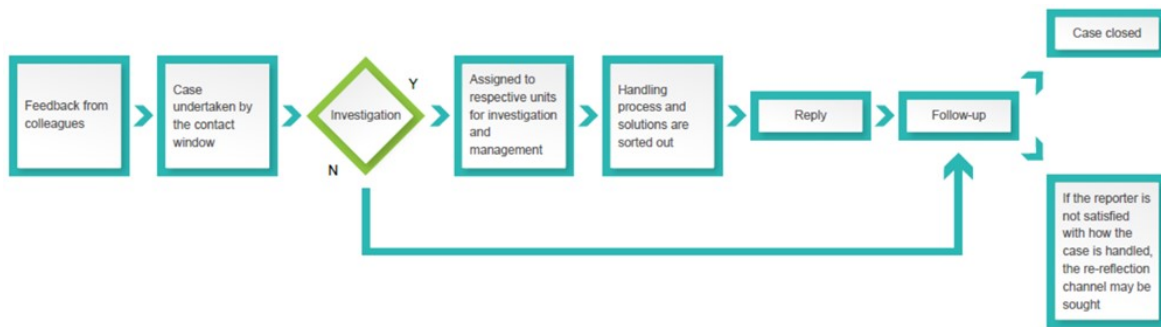 Feedback from
colleagues
Case
undertaken by
the contact
window
Investigation
Y
N
Assigned to
respective units
for investigation
and
management
Handling
process and
solutions are
sorted out
Reply
Follow-up
Case closed
If the reporter is
not satisfied
with how the
case is handled,
the re-reflection
channel may be
sought